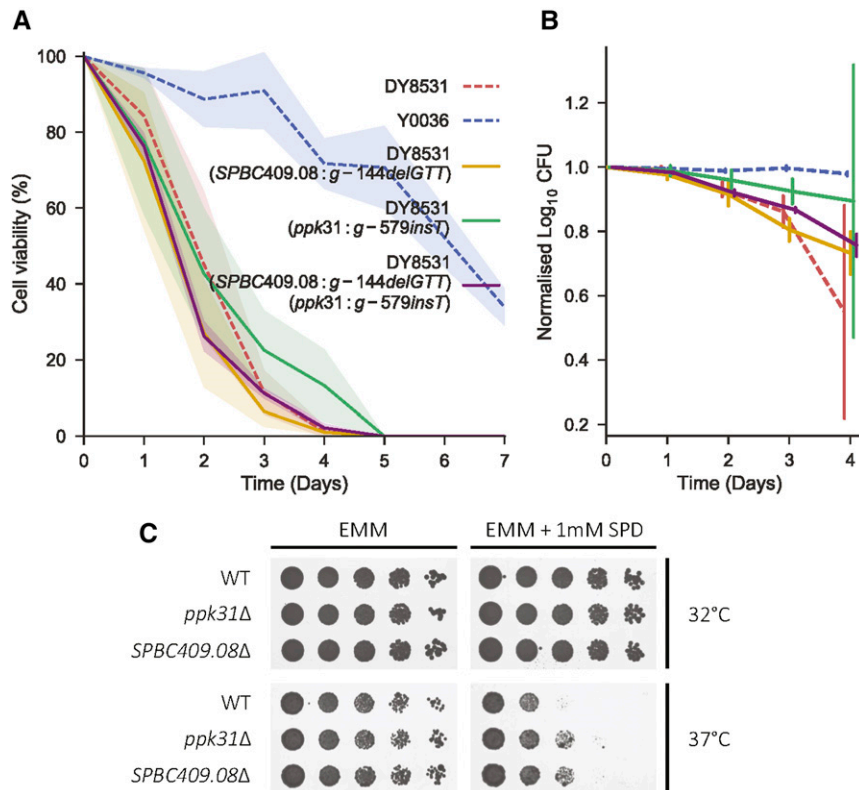 A
Cell viability (%)
100
80
60
40
20
0
0 1 2 3 4 5 6 7
Time (Days)
DY8531
Y0036
DY8531
(SPBC409.08:g−144delGTT)
DY8531
(ppk31:g−579insT)
DY8531
(SPBC409.08:g−144delGTT)
(ppk31:g−579insT)
B
Normalised Log10 CFU
1.2
1.0
0.8
0.6
0.4
0.2
0 1 2 3 4
Time (Days)
C
EMM EMM + 1mM SPD
WT
ppk31Δ
SPBC409.08Δ
32°C
WT
ppk31Δ
SPBC409.08Δ
37°C